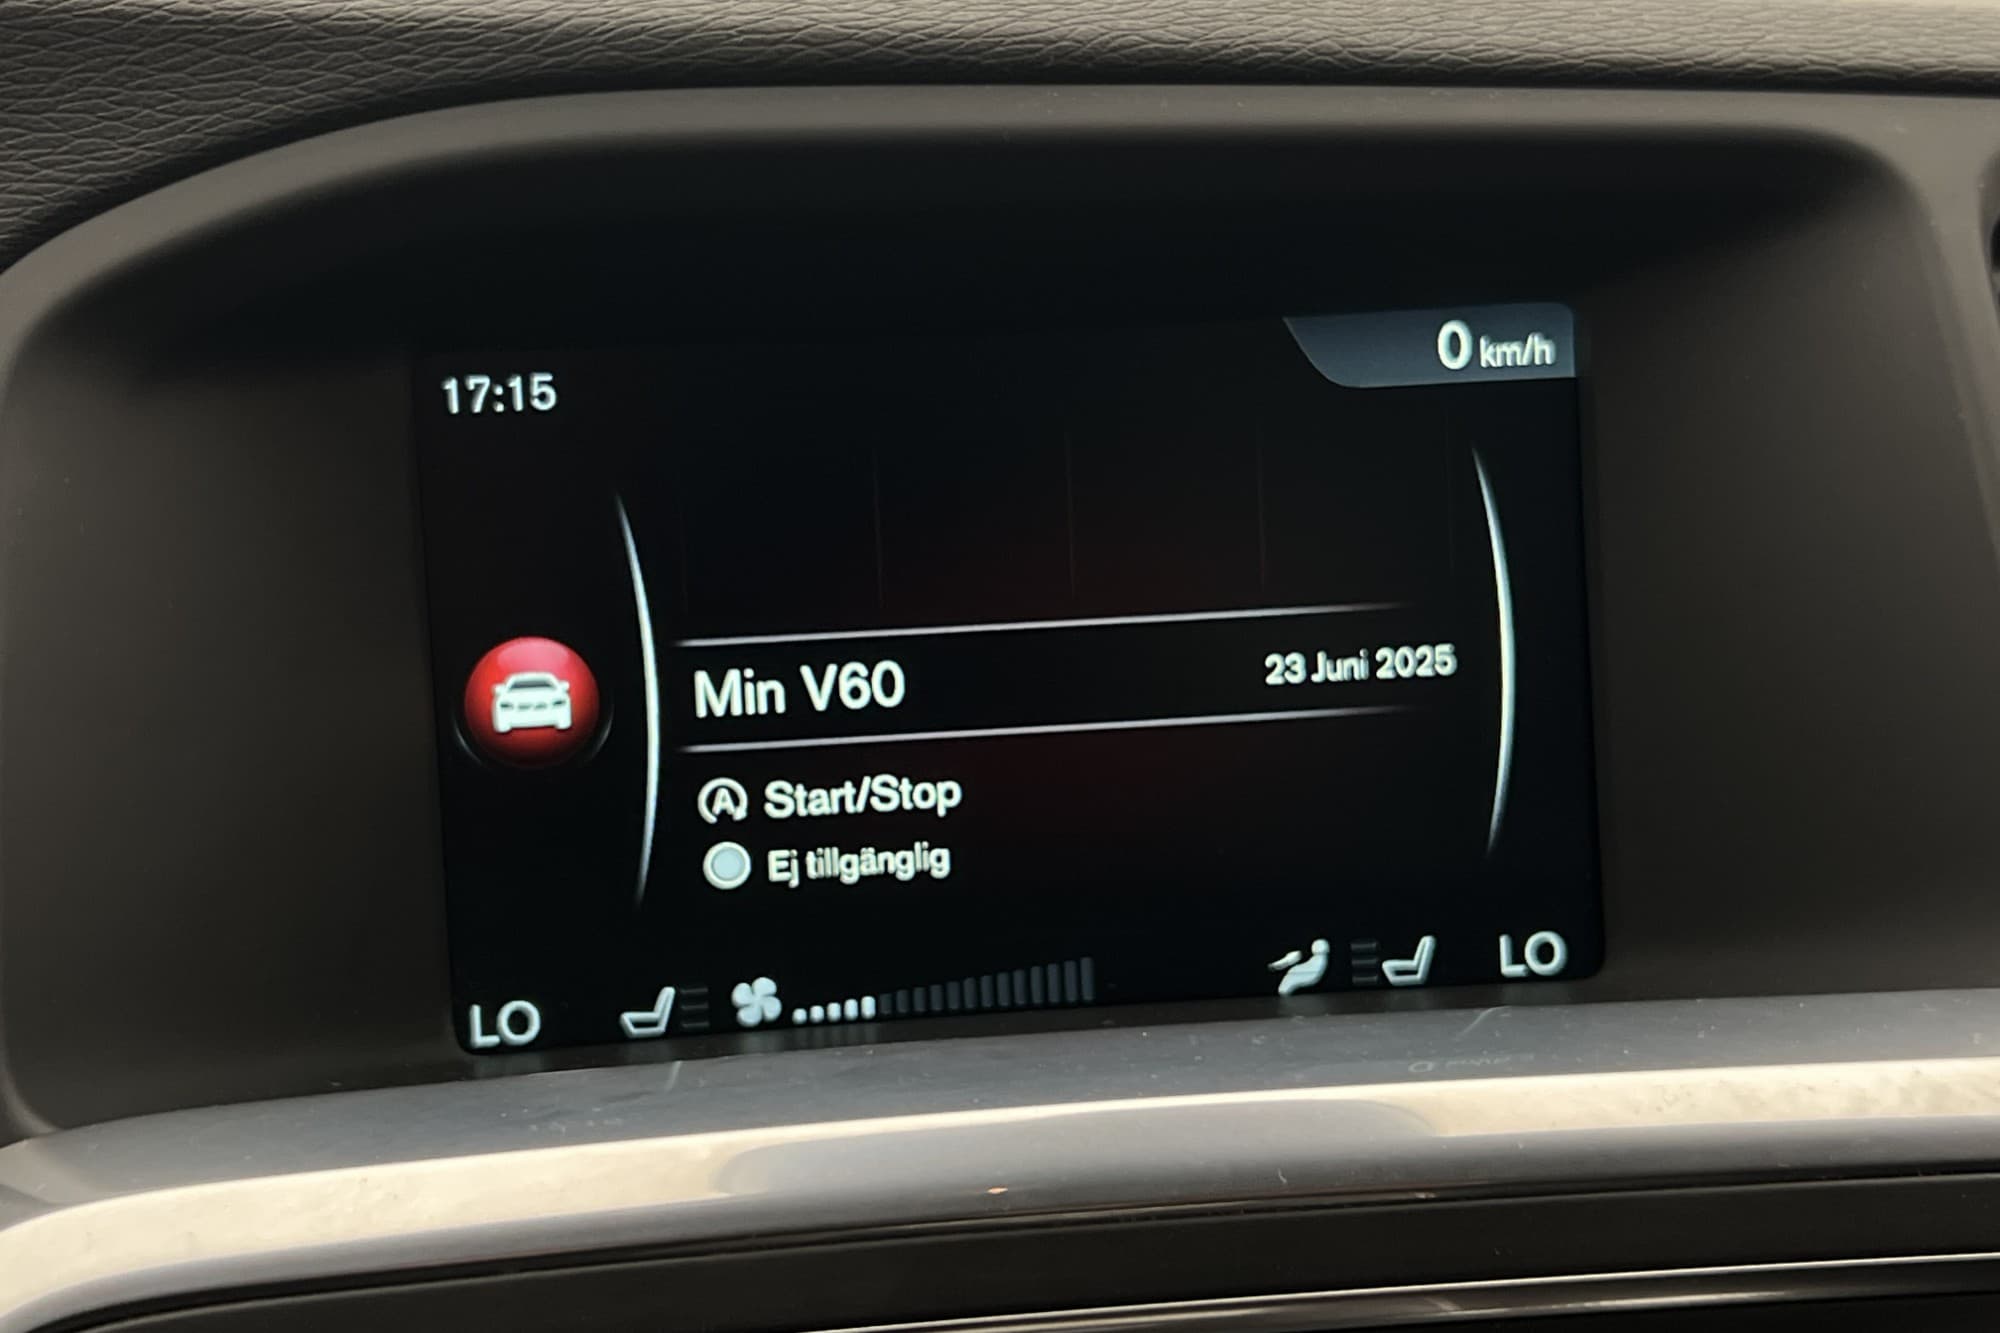 17:15
0 km/h
Min V60
23 Juni 2025
Start/Stop
Ej tillgänglig
LO
LO